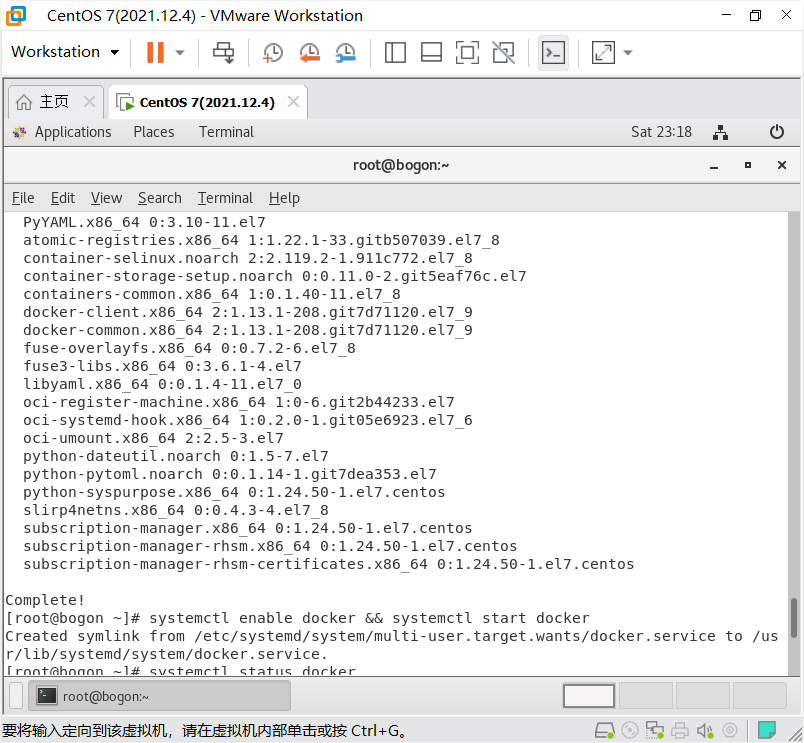 CentOS 7(2021.12.4) - VMware Workstation
Workstation
主页
CentOS 7(2021.12.4)
Applications Places Terminal Sat 23:18
root@bogon:~
File Edit View Search Terminal Help
PyYAML.x86_64 0:3.10-11.el7
atomic-registries.x86_64 1:1.22.1-33.gitb507039.el7_8
container-selinux.noarch 2:2.119.2-1.911c772.el7_8
container-storage-setup.noarch 0:0.11.0-2.git5eaf76c.el7
containers-common.x86_64 1:0.1.40-11.el7_8
docker-client.x86_64 2:1.13.1-208.git7d71120.el7_9
docker-common.x86_64 2:1.13.1-208.git7d71120.el7_9
fuse-overlayfs.x86_64 0:0.7.2-6.el7_8
fuse3-libs.x86_64 0:3.6.1-4.el7
libyaml.x86_64 0:0.1.4-11.el7_0
oci-register-machine.x86_64 1:0-6.git2b44233.el7
oci-systemd-hook.x86_64 1:0.2.0-1.git05e6923.el7_6
oci-umount.x86_64 2:2.5-3.el7
python-dateutil.noarch 0:1.5-7.el7
python-pytoml.noarch 0:0.1.14-1.git7dea353.el7
python-syspurpose.x86_64 0:1.24.50-1.el7.centos
slirp4netns.x86_64 0:0.4.3-4.el7_8
subscription-manager.x86_64 0:1.24.50-1.el7.centos
subscription-manager-rhsm.x86_64 0:1.24.50-1.el7.centos
subscription-manager-rhsm-certificates.x86_64 0:1.24.50-1.el7.centos
Complete!
[root@bogon ~]# systemctl enable docker && systemctl start docker
Created symlink from /etc/systemd/system/multi-user.target.wants/docker.service to /us
r/lib/systemd/system/docker.service.
[root@bogon ~]# systemctl status docker
root@bogon:~
要将输入定向到该虚拟机，请在虚拟机内部单击或按 Ctrl+G。